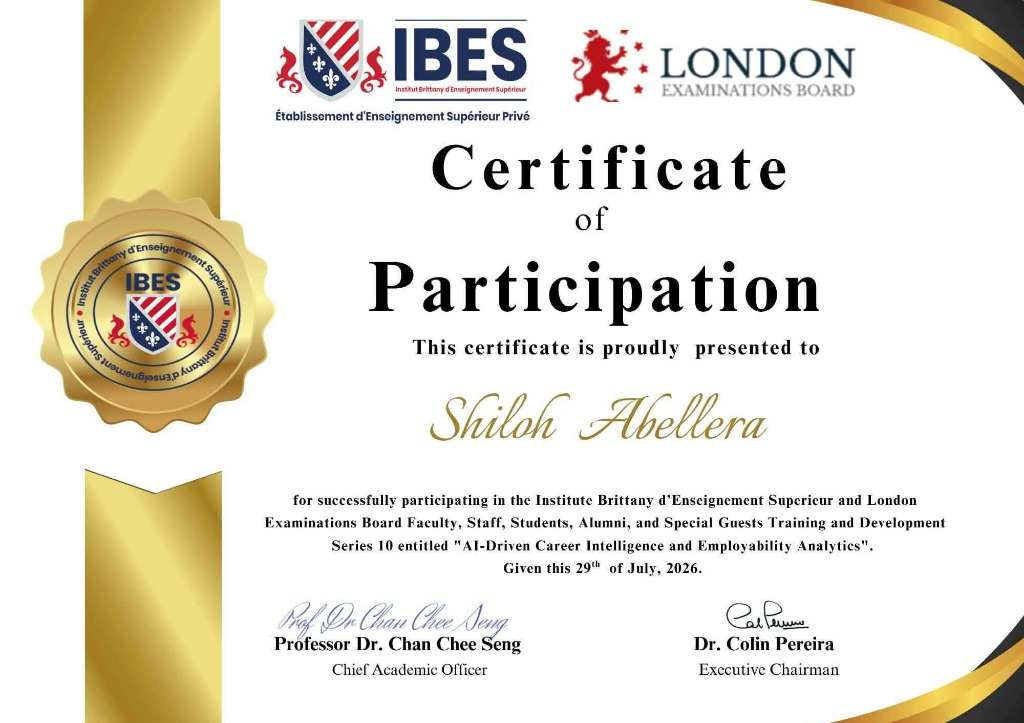 IBES
Institut Brittany d'Enseignement Supérieur
Établissement d'Enseignement Supérieur Privé
LONDON
EXAMINATIONS BOARD
Certificate
of
Participation
This certificate is proudly presented to
Shiloh Abellera
Institut Brittany d'Enseignement Supérieur • Institut Brittany d'Enseignement Supérieur •
IBES
for successfully participating in the Institute Brittany d'Enseignement Superieur and London
Examinations Board Faculty, Staff, Students, Alumni, and Special Guests Training and Development
Series 10 entitled "AI-Driven Career Intelligence and Employability Analytics".
Given this 29th of July, 2026.
Prof Dr Chan Chee Seng
Professor Dr. Chan Chee Seng
Chief Academic Officer
Dr. Colin Pereira
Executive Chairman